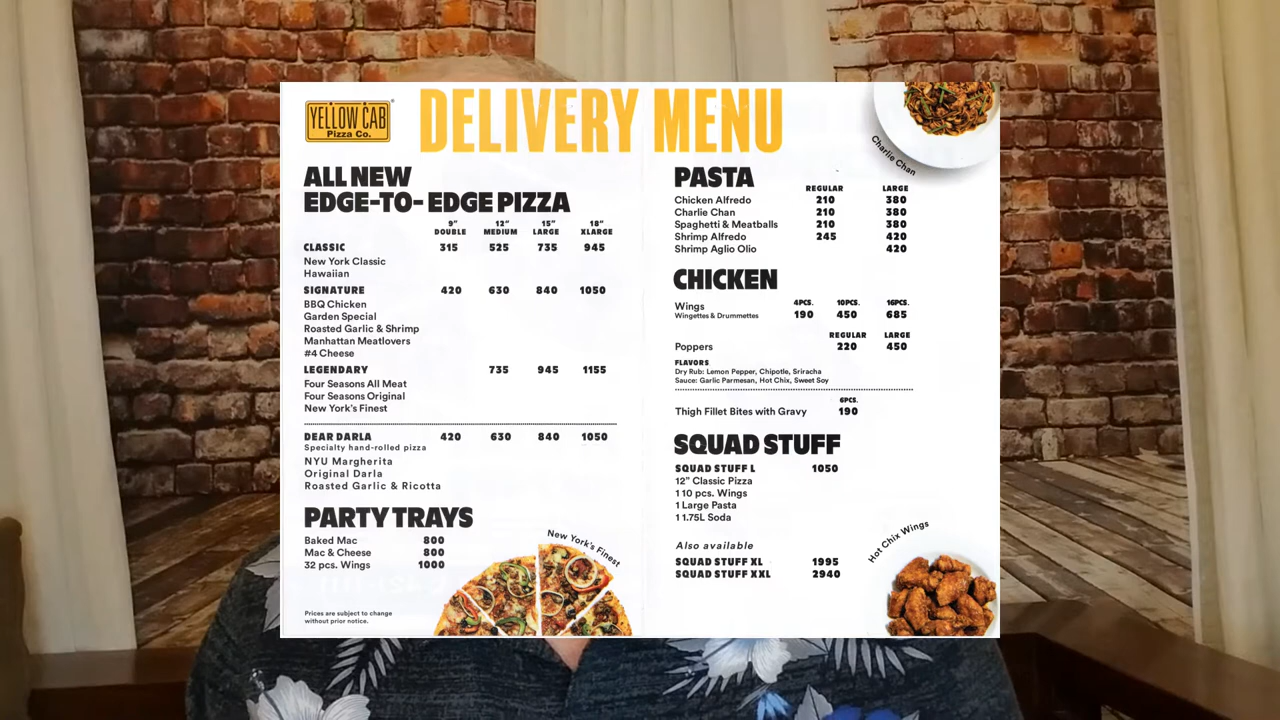 YELLOW CAB
Pizza Co.
DELIVERY MENU
Charlie Chan
ALL NEW
EDGE-TO- EDGE PIZZA
9" 12" 15" 18"
DOUBLE MEDIUM LARGE XLARGE
CLASSIC 315 525 735 945
New York Classic
Hawaiian
SIGNATURE 420 630 840 1050
BBQ Chicken
Garden Special
Roasted Garlic & Shrimp
Manhattan Meatlovers
#4 Cheese
LEGENDARY 735 945 1155
Four Seasons All Meat
Four Seasons Original
New York's Finest
DEAR DARLA 420 630 840 1050
Specialty hand-rolled pizza
NYU Margherita
Original Darla
Roasted Garlic & Ricotta
PARTY TRAYS
Baked Mac 800
Mac & Cheese 800
32 pcs. Wings 1000
New York's Finest
Prices are subject to change
without prior notice.
PASTA
REGULAR LARGE
Chicken Alfredo 210 380
Charlie Chan 210 380
Spaghetti & Meatballs 210 380
Shrimp Alfredo 245 420
Shrimp Aglio Olio 420
CHICKEN
4PCS. 10PCS. 16PCS.
Wings
Wingettes & Drummettes 190 450 685
REGULAR LARGE
Poppers 220 450
FLAVORS
Dry Rub: Lemon Pepper, Chipotle, Sriracha
Sauce: Garlic Parmesan, Hot Chix, Sweet Soy
6PCS.
Thigh Fillet Bites with Gravy 190
SQUAD STUFF
SQUAD STUFF L 1050
12" Classic Pizza
1 10 pcs. Wings
1 Large Pasta
1 1.75L Soda
Also available
SQUAD STUFF XL 1995
SQUAD STUFF XXL 2940
Hot Chix Wings